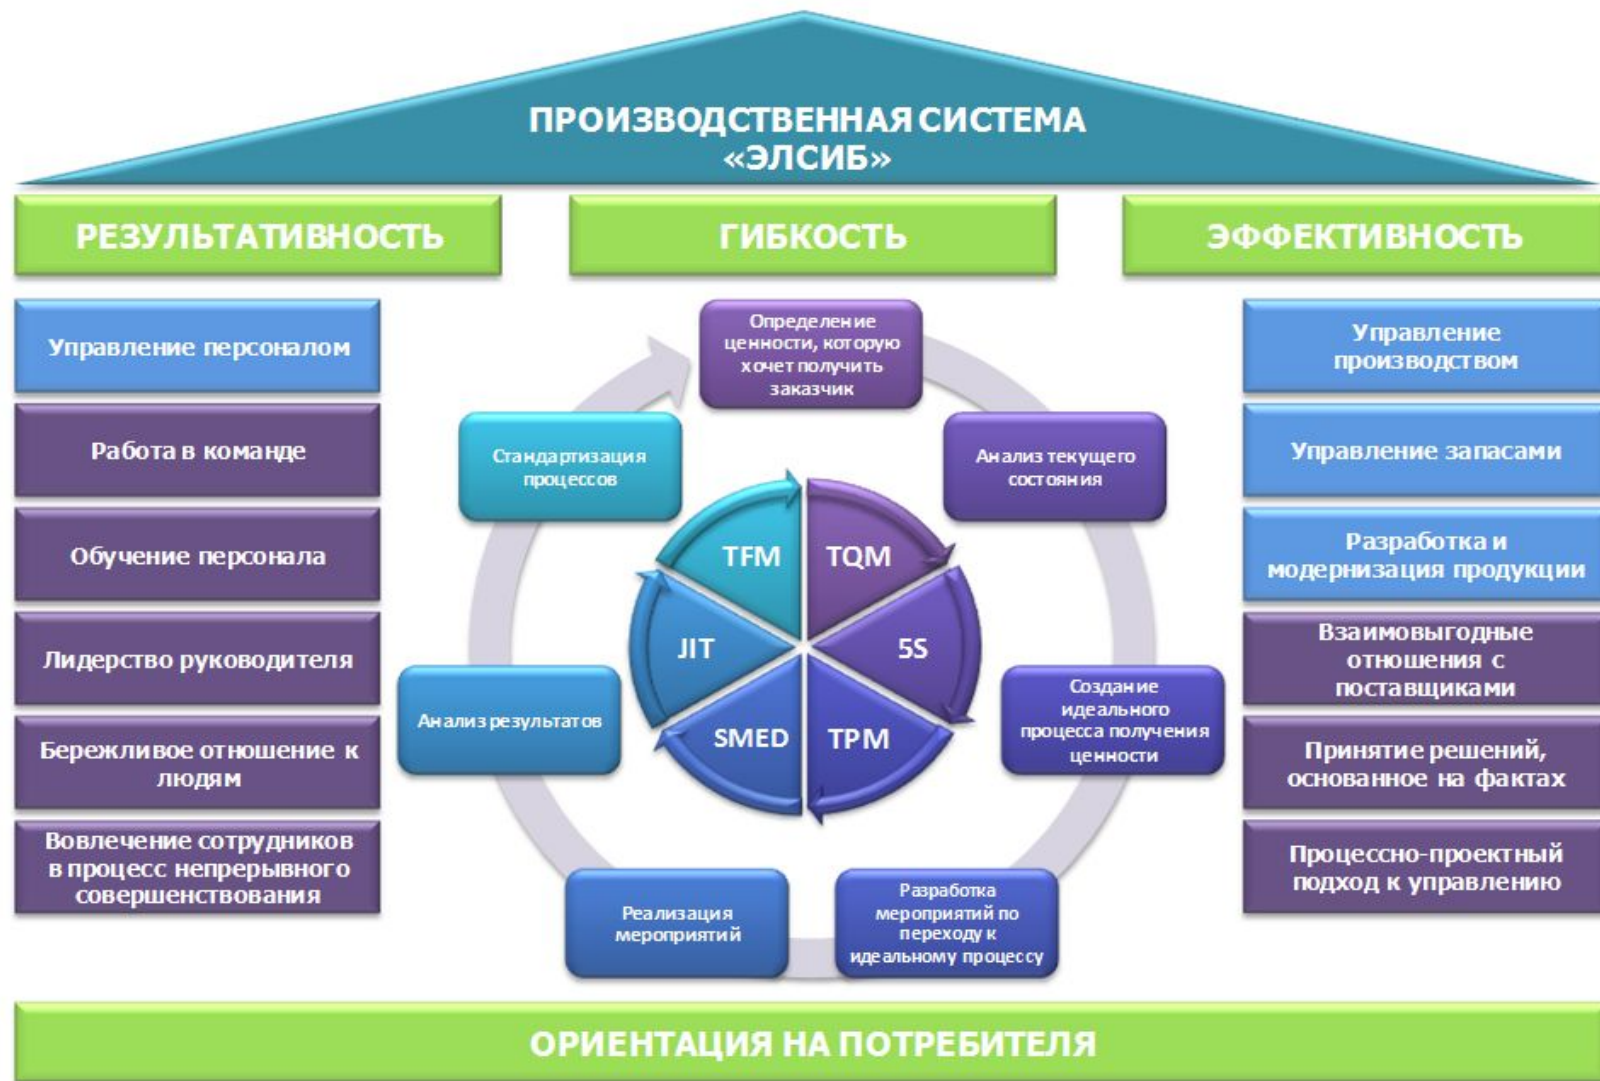 ПРОИЗВОДСТВЕННАЯ СИСТЕМА
«ЭЛСИБ»
РЕЗУЛЬТАТИВНОСТЬ
ГИБКОСТЬ
ЭФФЕКТИВНОСТЬ
Управление персоналом
Работа в команде
Обучение персонала
Лидерство руководителя
Бережливое отношение к
людям
Вовлечение сотрудников
в процесс непрерывного
совершенствования
Определение
ценности, которую
хочет получить
заказчик
Анализ текущего
состояния
Создание
идеального
процесса получения
ценности
Разработка
мероприятий по
переходу к
идеальному процессу
Реализация
мероприятий
Анализ результатов
Стандартизация
процессов
TQM
5S
TPM
SMED
JIT
TFM
Управление
производством
Управление запасами
Разработка и
модернизация продукции
Взаимовыгодные
отношения с
поставщиками
Принятие решений,
основанное на фактах
Процессно-проектный
подход к управлению
ОРИЕНТАЦИЯ НА ПОТРЕБИТЕЛЯ